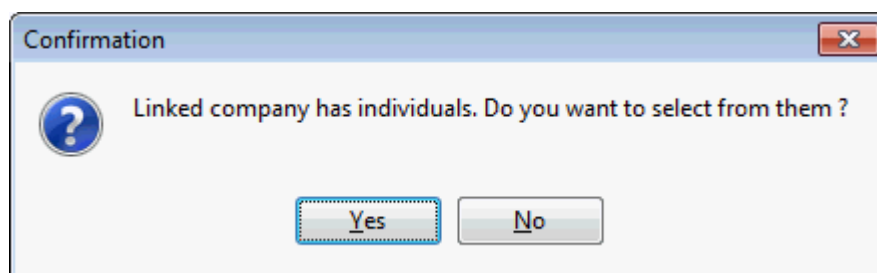 Confirmation
Linked company has individuals. Do you want to select from them ?
Yes
No